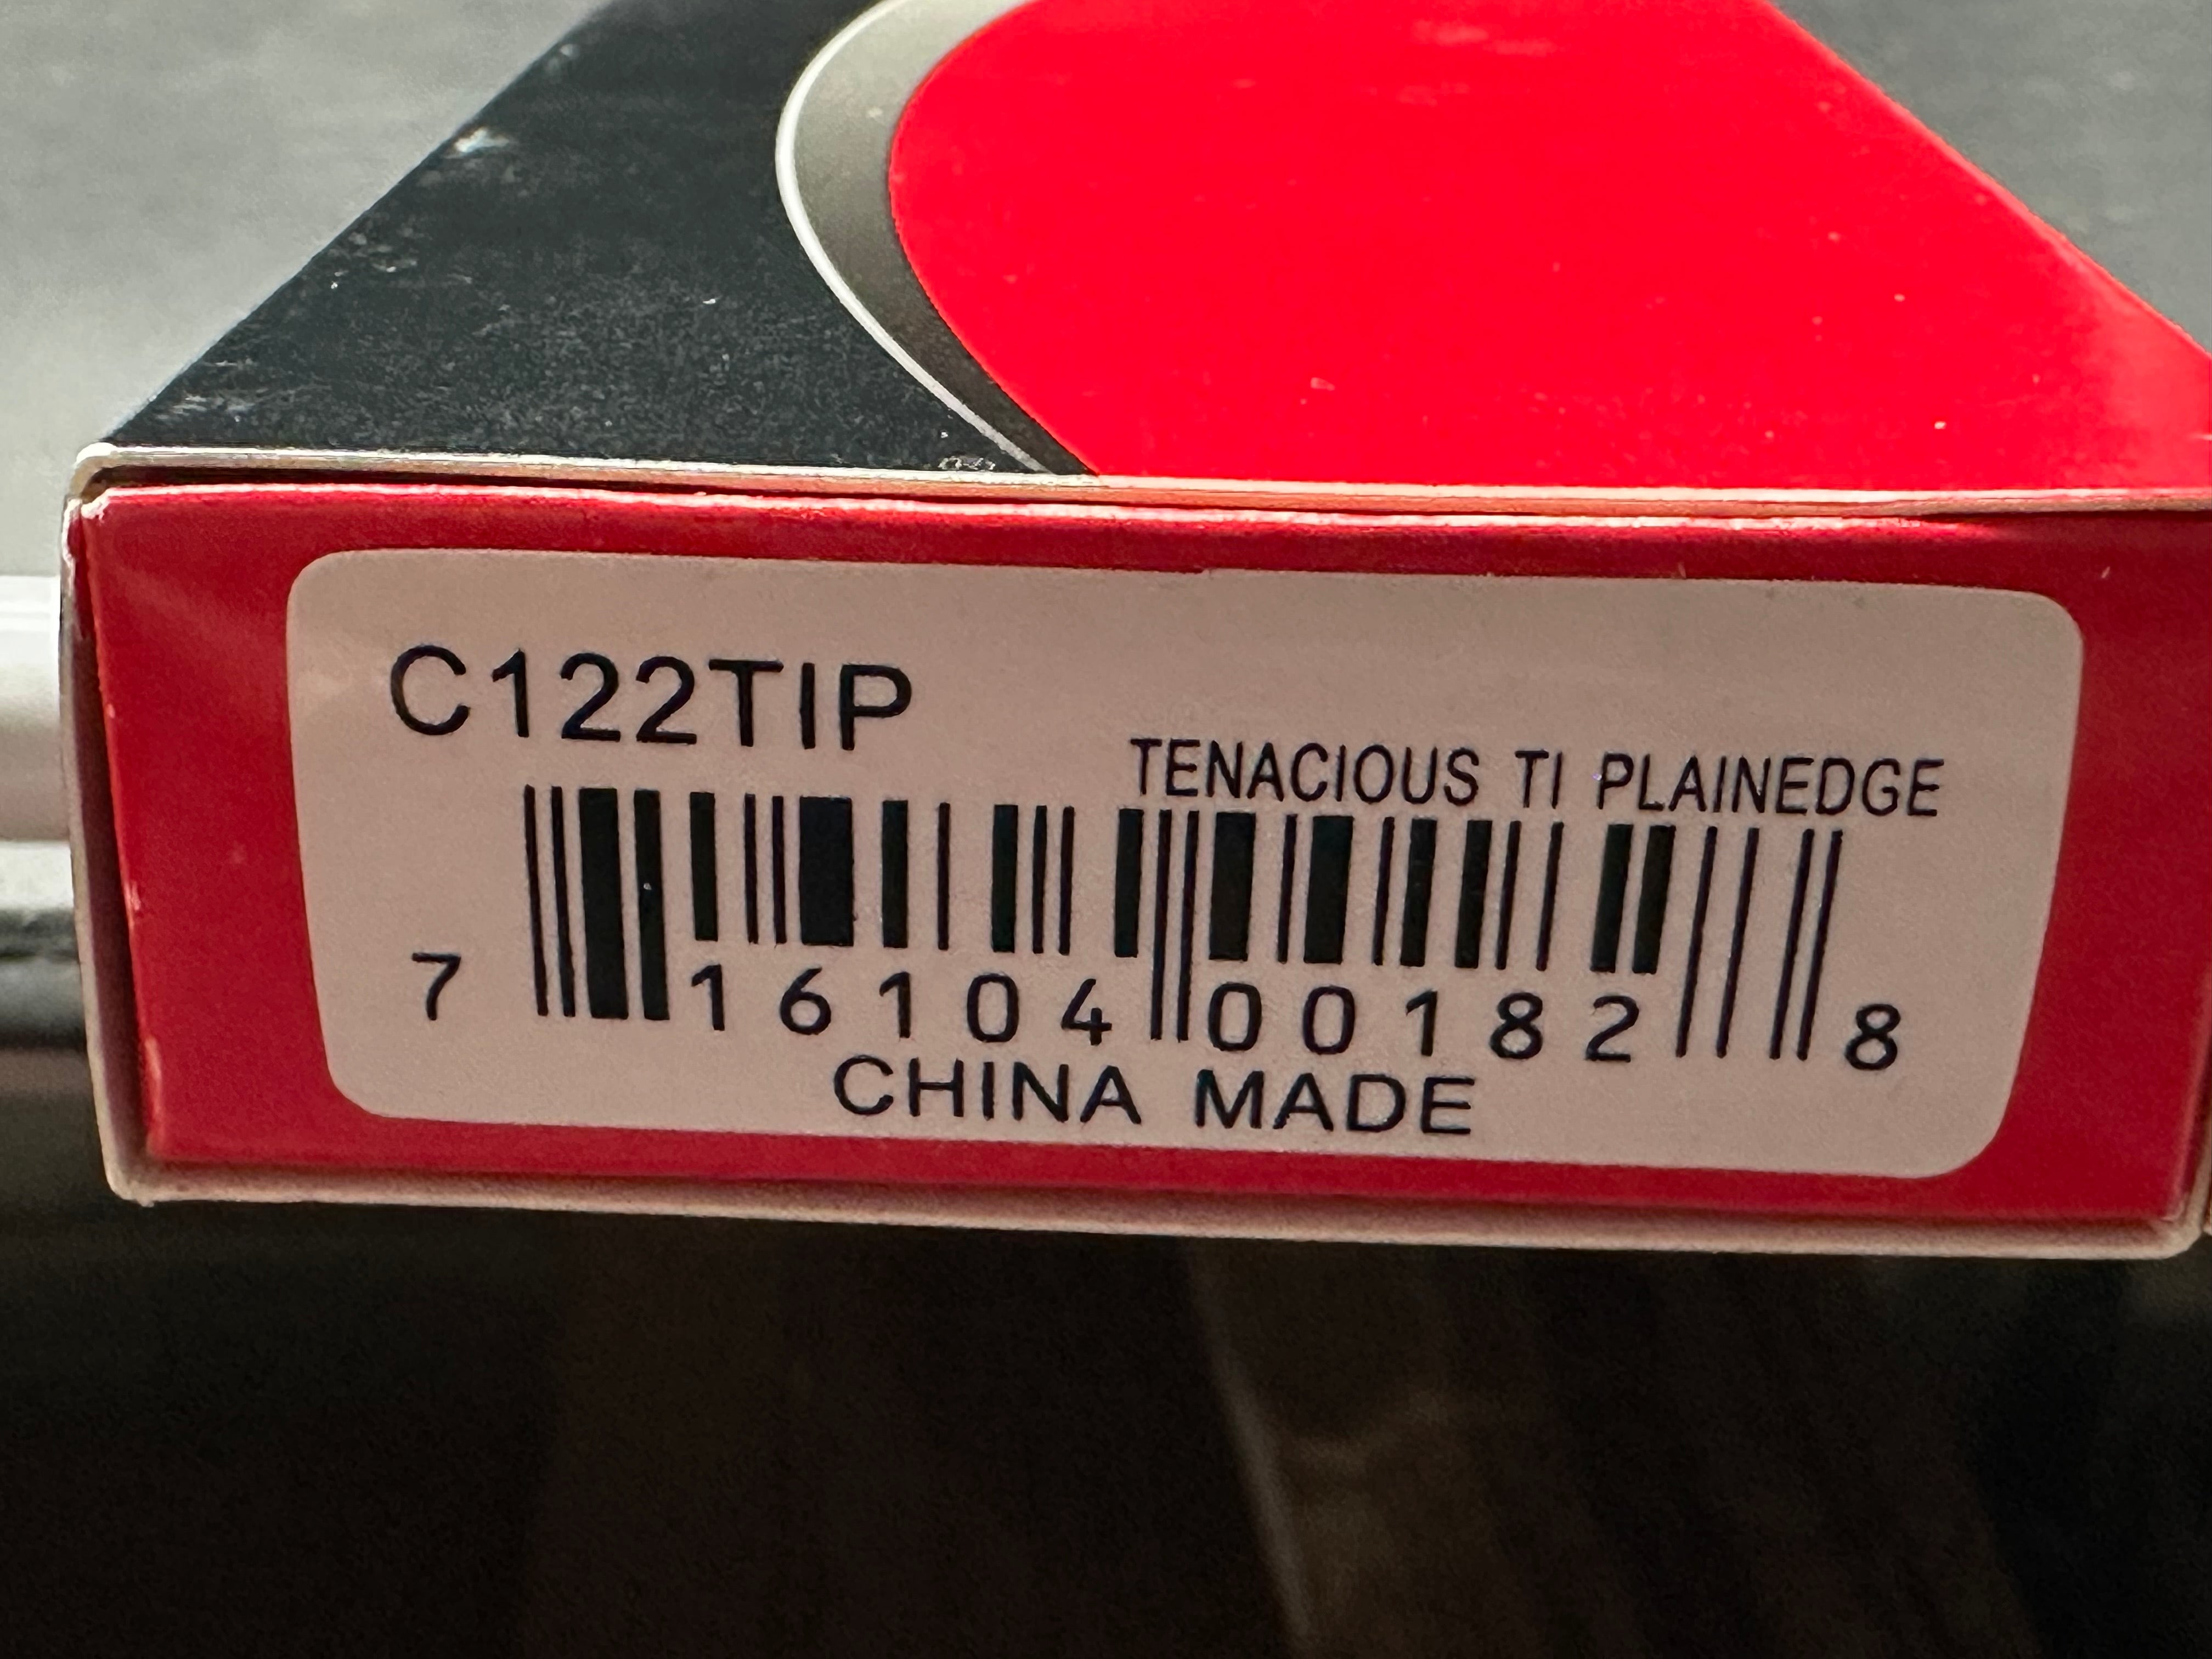 C122TIP
TENACIOUS TI PLAINEDGE
7 16104 00182 8
CHINA MADE